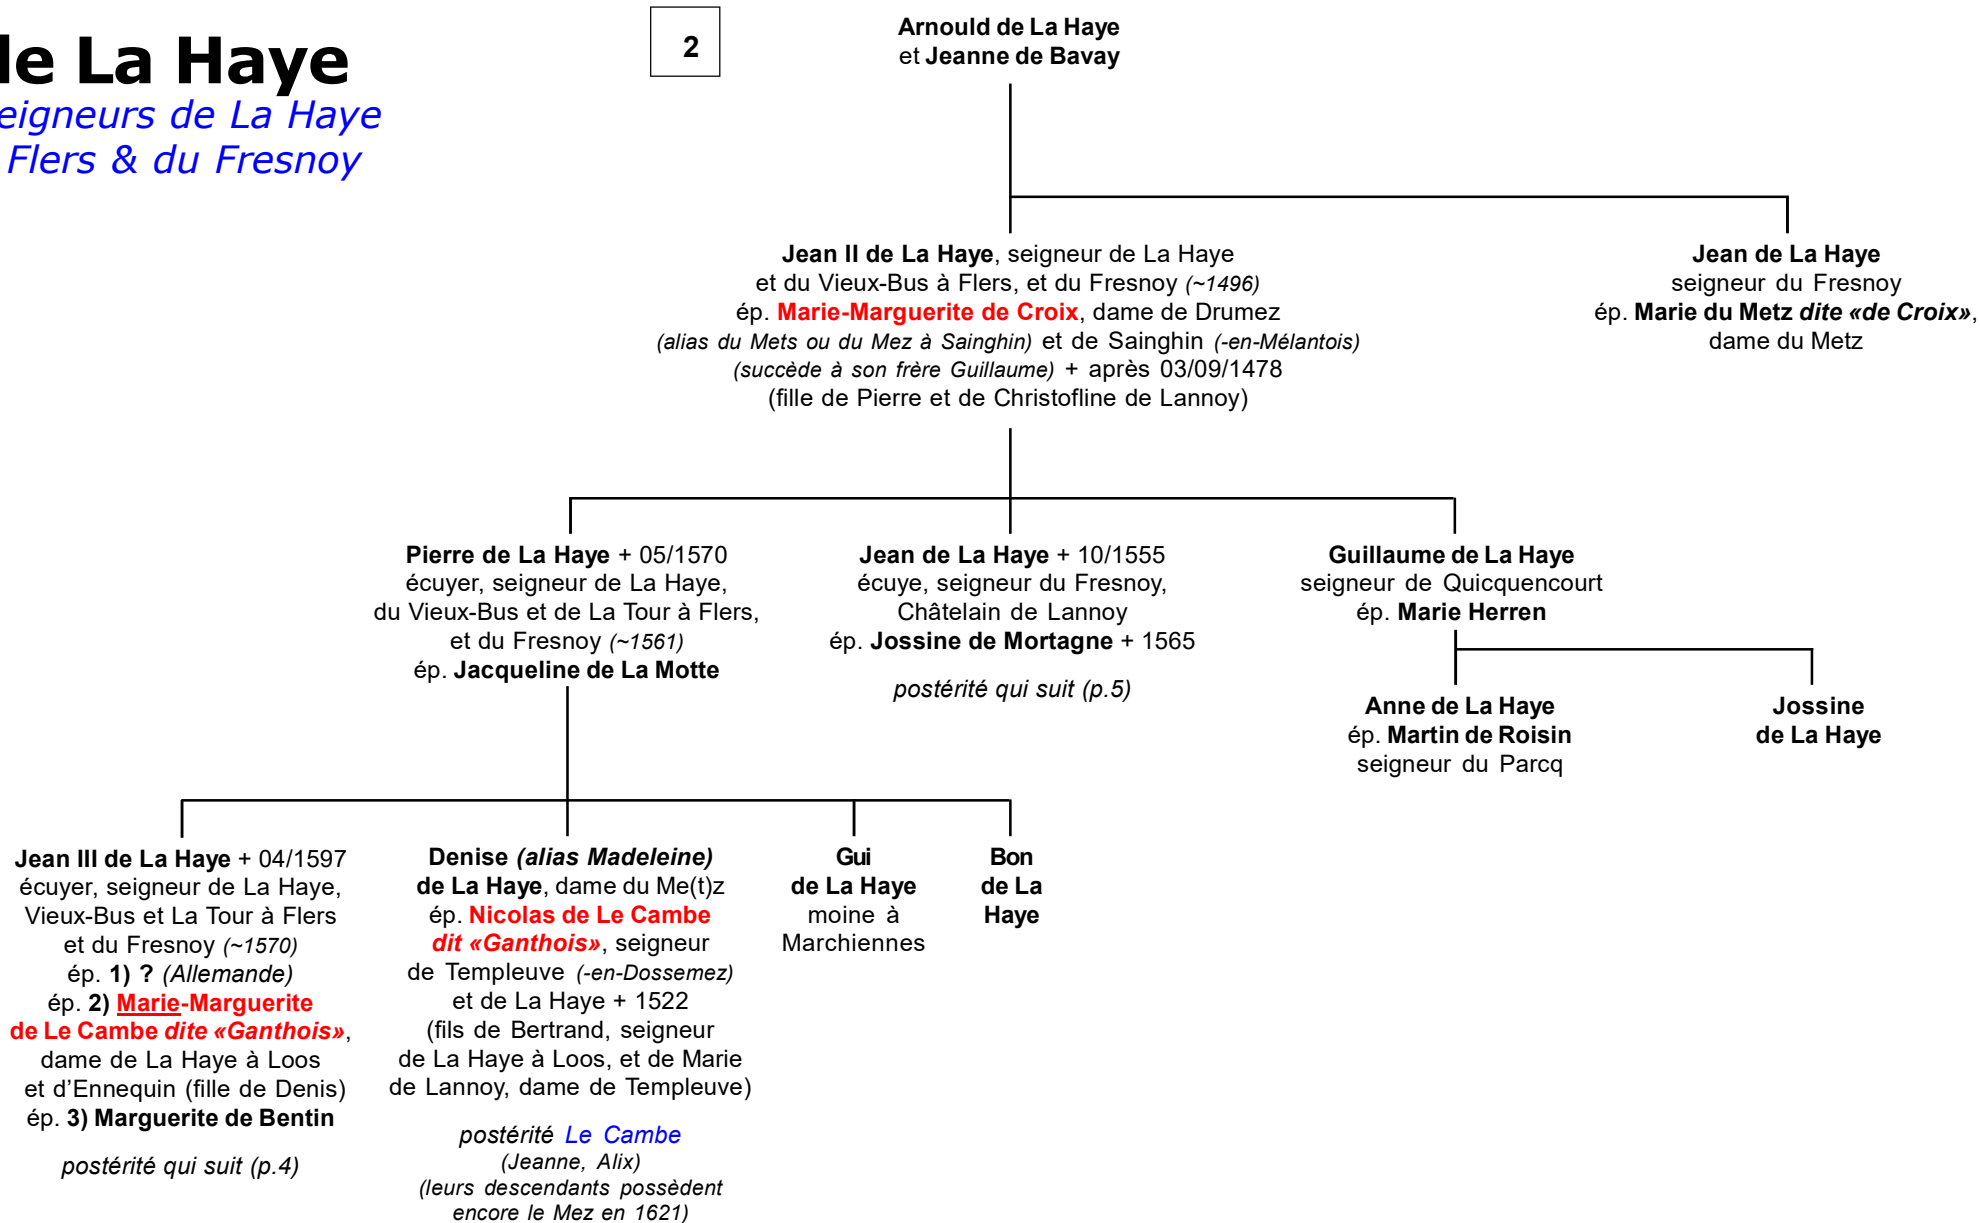 de La Haye
eigneurs de La Haye
Flers & du Fresnoy
2
Arnould de La Haye
et Jeanne de Bavay
Jean II de La Haye, seigneur de La Haye
et du Vieux-Bus à Flers, et du Fresnoy (~1496)
ép. Marie-Marguerite de Croix, dame de Drumez
(alias du Mets ou du Mez à Sainghin) et de Sainghin (-en-Mélantois)
(succède à son frère Guillaume) + après 03/09/1478
(fille de Pierre et de Christofline de Lannoy)
Jean de La Haye
seigneur du Fresnoy
ép. Marie du Metz dite «de Croix»,
dame du Metz
Pierre de La Haye + 05/1570
écuyer, seigneur de La Haye,
du Vieux-Bus et de La Tour à Flers,
et du Fresnoy (~1561)
ép. Jacqueline de La Motte
Jean de La Haye + 10/1555
écuye, seigneur du Fresnoy,
Châtelain de Lannoy
ép. Jossine de Mortagne + 1565
postérité qui suit (p.5)
Guillaume de La Haye
seigneur de Quicquencourt
ép. Marie Herren
Anne de La Haye
ép. Martin de Roisin
seigneur du Parcq
Jossine
de La Haye
Jean III de La Haye + 04/1597
écuyer, seigneur de La Haye,
Vieux-Bus et La Tour à Flers
et du Fresnoy (~1570)
ép. 1) ? (Allemande)
ép. 2) Marie-Marguerite
de Le Cambe dite «Ganthois»,
dame de La Haye à Loos
et d'Ennequin (fille de Denis)
ép. 3) Marguerite de Bentin
postérité qui suit (p.4)
Denise (alias Madeleine)
de La Haye, dame du Me(t)z
ép. Nicolas de Le Cambe
dit «Ganthois», seigneur
de Templeuve (-en-Dossemez)
et de La Haye + 1522
(fils de Bertrand, seigneur
de La Haye à Loos, et de Marie
de Lannoy, dame de Templeuve)
postérité Le Cambe
(Jeanne, Alix)
(leurs descendants possèdent
encore le Mez en 1621)
Gui
de La Haye
moine à
Marchiennes
Bon
de La
Haye